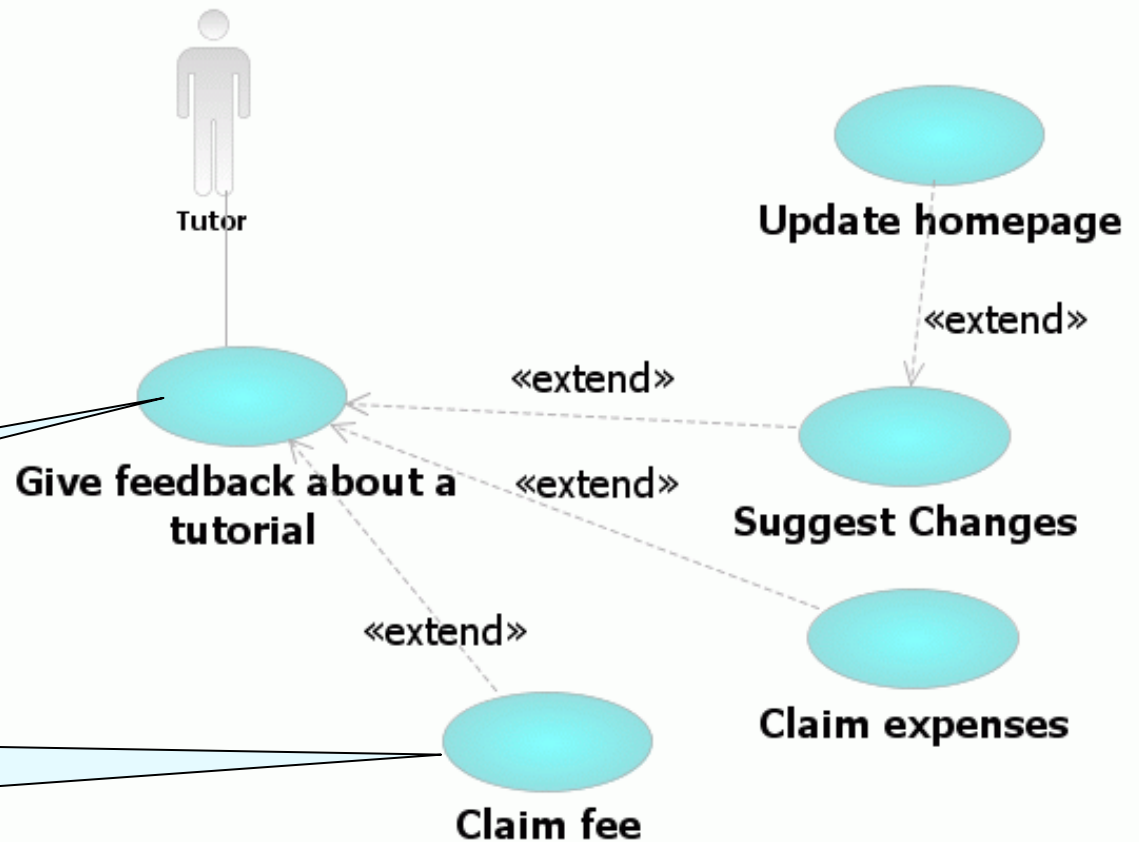 Tutor
Update homepage
«extend»
«extend»
Give feedback about a
tutorial
«extend»
Suggest Changes
«extend»
Claim expenses
Claim fee